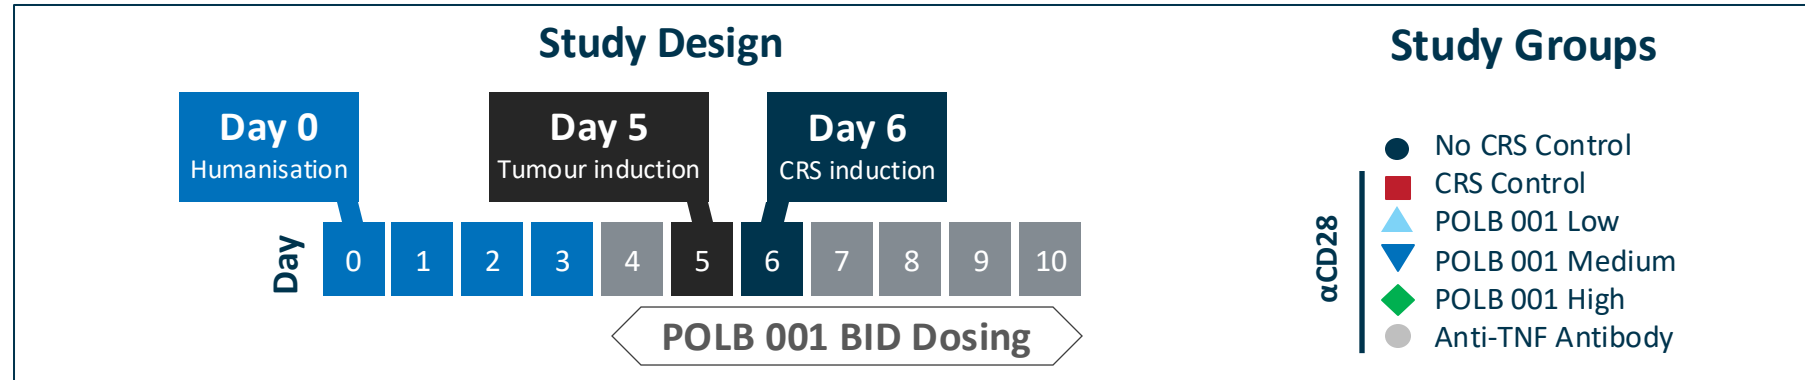 Study Design
Study Groups
Day 0
Humanisation
Day 5
Tumour induction
Day 6
CRS induction
Day
0 1 2 3 4 5 6 7 8 9 10
POLB 001 BID Dosing
No CRS Control
αCD28
CRS Control
POLB 001 Low
POLB 001 Medium
POLB 001 High
Anti-TNF Antibody